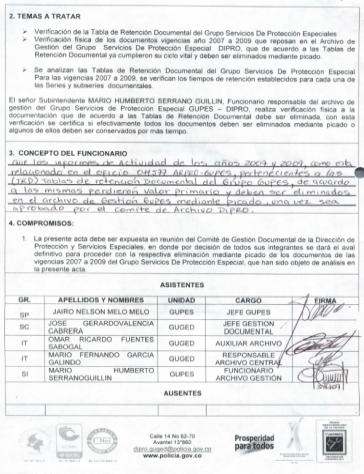 2. TEMAS A TRATAR
➢ Verificación de la Tabla de Retención Documental del Grupo Servicios De Protección Especiales
➢ Verificación física de los documentos vigencias año 2007 a 2009 que reposan en el Archivo de
Gestión del Grupo Servicios De Protección Especial DIPRO, que de acuerdo a las Tablas de
Retención Documental ya cumplieron su ciclo vital y deben ser eliminados mediante picado.
➢ Se analizan las Tablas de Retención Documental del Grupo Servicios De Protección Especial
Para las vigencias 2007 a 2009, se verifican los tiempos de retención establecidos para cada una de
las Series y subseries documentales.
El señor Subintendente MARIO HUMBERTO SERRANO GUILLIN, Funcionario responsable del archivo de
gestión del Grupo Servicios de Protección Especial GUPES – DIPRO, realiza verificación física a la
documentación que de acuerdo a las Tablas de Retención Documental debe ser eliminada, con esta
verificación se certifica si efectivamente todos los documentos deben ser eliminados mediante picado o
algunos de ellos deben ser conservados por más tiempo.
3. CONCEPTO DEL FUNCIONARIO
Que los informes de Actividad de los años 2007 y 2009, como esta
relacionado en el oficio 011377 ARPRO-Gupes, pertenecientes a las
(TRD) Tablas de retención Documental del Grupo Gupes, de acuerdo
a las mismas perdieron valor primario y deben ser eliminados
en el archivo de Gestión Gupes mediante picado, una vez sea
aprobado por el comite de Archivo DIPRO.
4. COMPROMISOS:
1. La presente acta debe ser expuesta en reunión del Comité de Gestión Documental de la Dirección
de Protección y Servicios Especiales, en donde por decisión de todos sus integrantes se dará el aval
definitivo para proceder con la respectiva eliminación mediante picado de los documentos de las
vigencias 2007 a 2009 del Grupo Servicios De Protección Especial, que han sido objeto de análisis en
la presente acta.
ASISTENTES
GR. APELLIDOS Y NOMBRES UNIDAD CARGO FIRMA
SP JAIRO NELSON MELO MELO GUPES JEFE GUPES
SC JOSE GERARDOVALENCIA CABRERA GUGED JEFE GESTION DOCUMENTAL
IT OMAR RICARDO FUENTES SABOGAL GUGED AUXILIAR ARCHIVO
IT MARIO FERNANDO GARCIA GALINDO GUGED RESPONSABLE ARCHIVO CENTRAL
SI MARIO HUMBERTO SERRANOGUILLIN GUPES FUNCIONARIO ARCHIVO GESTIÓN
AUSENTES
Calle 14 No 62-70
Avantel 13*860
dipro.guged@policia.gov.co
www.policia.gov.co
Prosperidad
para todos